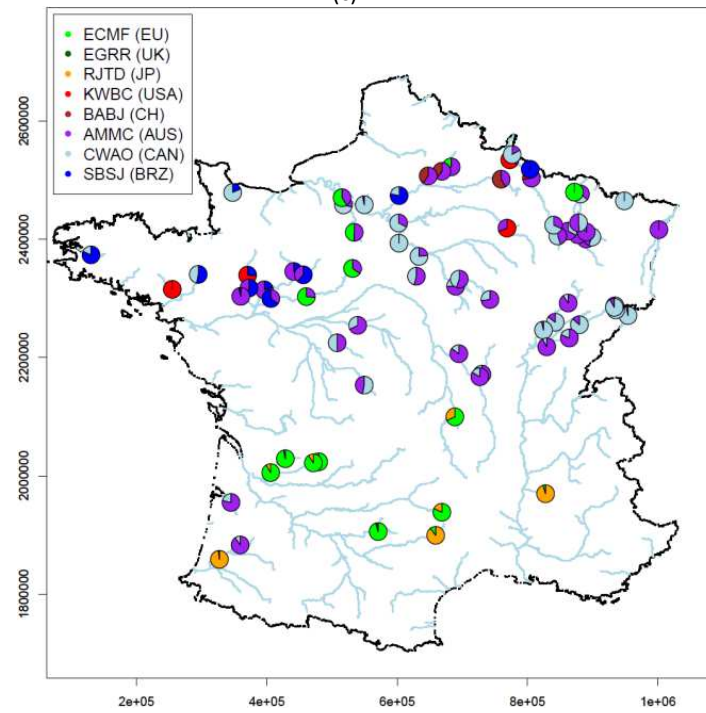 (c)
ECMF (EU)
EGRR (UK)
RJTD (JP)
KWBC (USA)
BABJ (CH)
AMMC (AUS)
CWAO (CAN)
SBSJ (BRZ)
2600000
2400000
2200000
2000000
1800000
2e+05 4e+05 6e+05 8e+05 1e+06